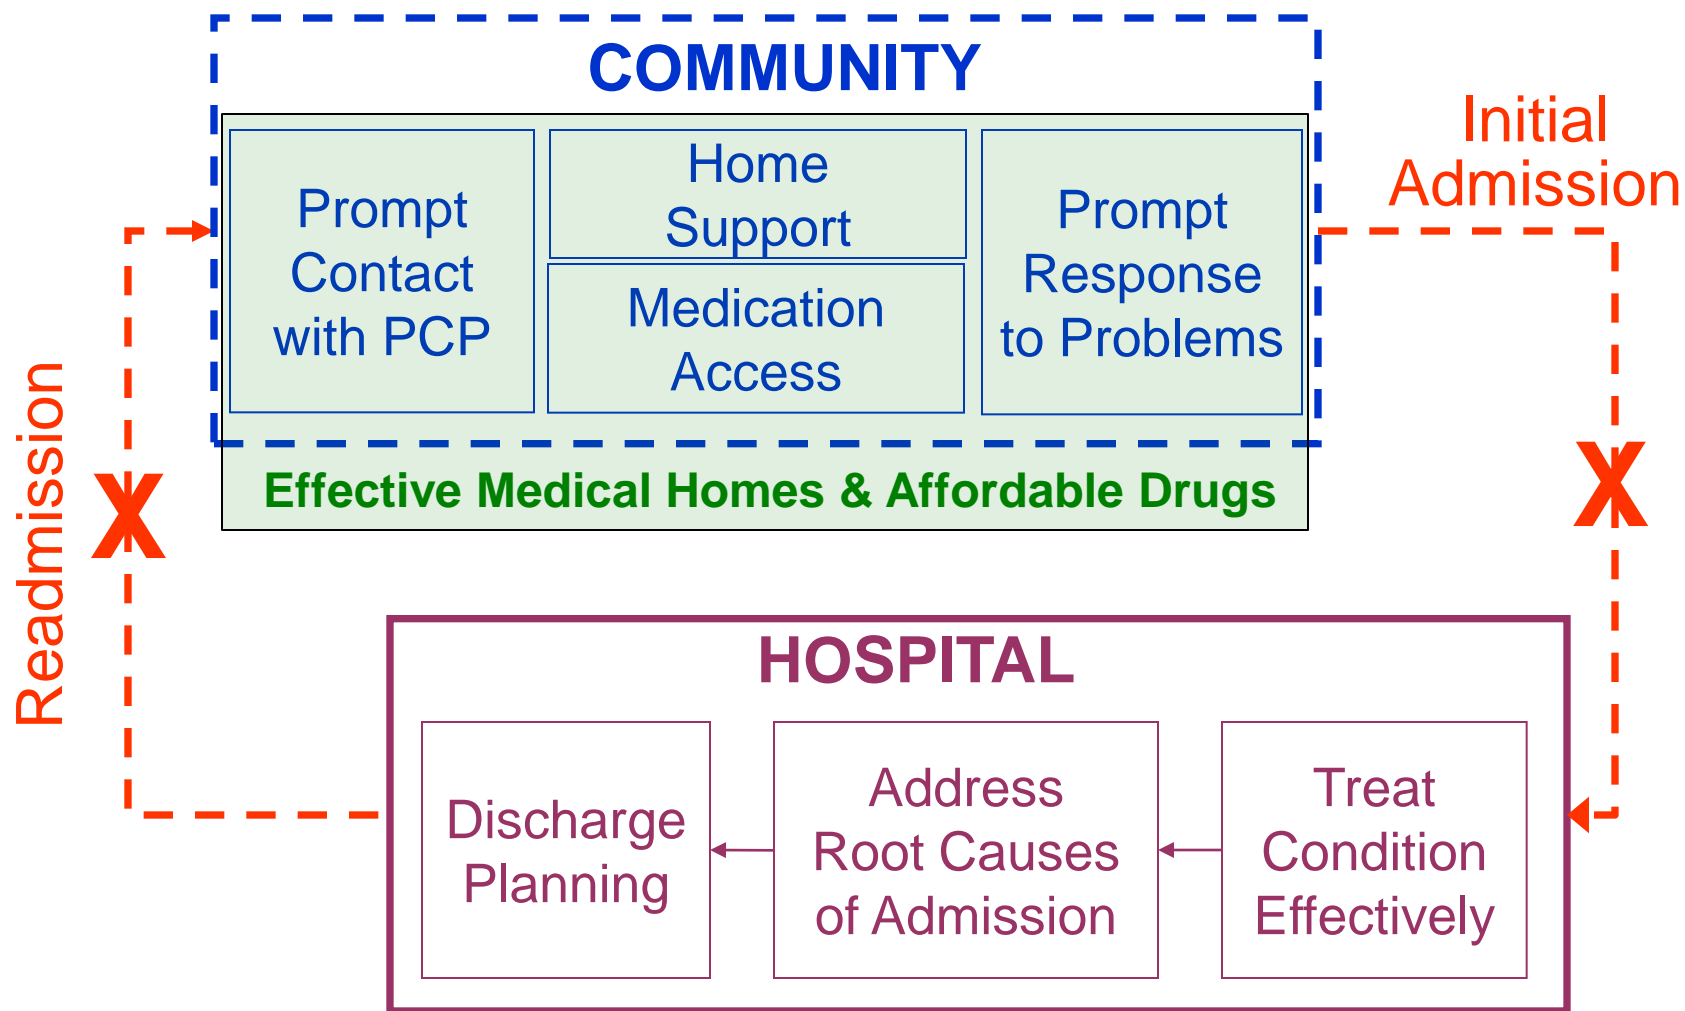 COMMUNITY
Initial
Admission
Prompt
Contact
with PCP
Home
Support
Medication
Access
Prompt
Response
to Problems
Effective Medical Homes & Affordable Drugs
Readmission
X
X
HOSPITAL
Discharge
Planning
Address
Root Causes
of Admission
Treat
Condition
Effectively